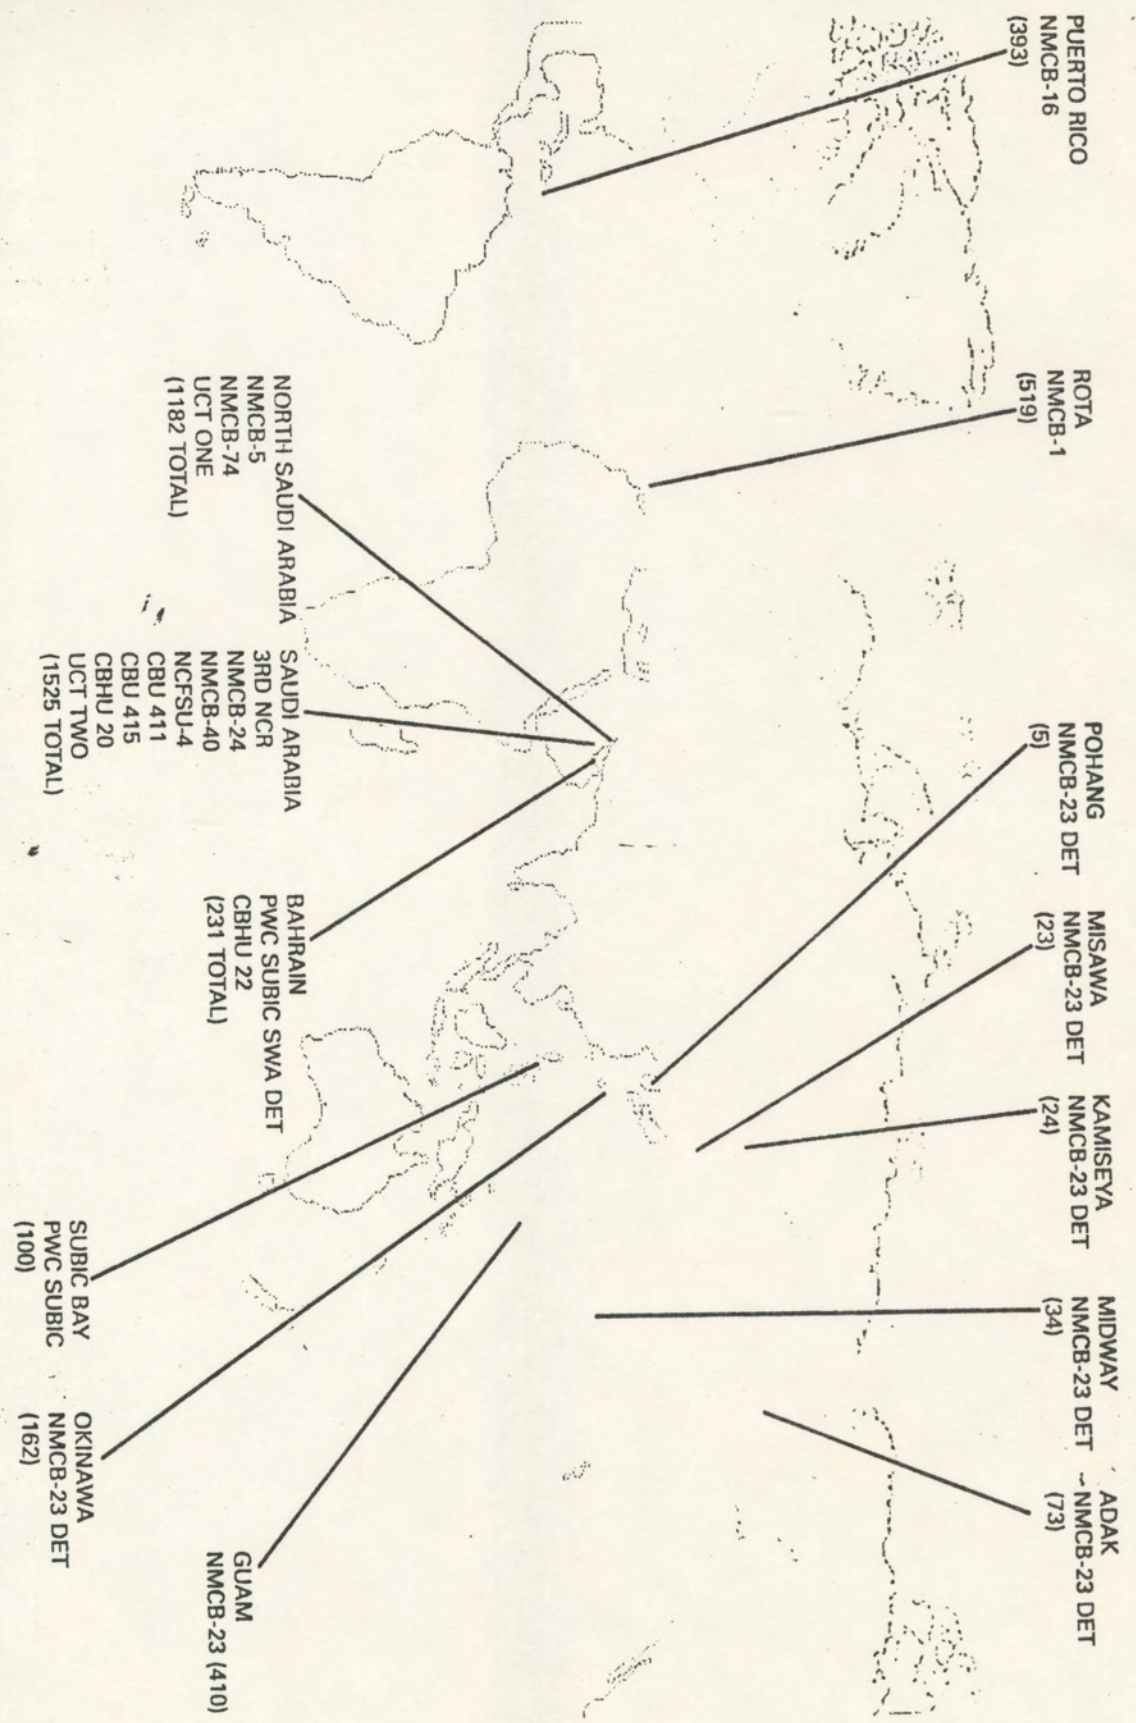 PUERTO RICO
NMCB-16
(393)
ROTA
NMCB-1
(519)
POHANG
NMCB-23 DET
(5)
MISAWA
NMCB-23 DET
(23)
KAMISEYA
NMCB-23 DET
(24)
MIDWAY
NMCB-23 DET
(34)
ADAK
NMCB-23 DET
(73)
NORTH SAUDI ARABIA
NMCB-5
NMCB-74
UCT ONE
(1182 TOTAL)
SAUDI ARABIA
3RD NCR
NMCB-24
NMCB-40
NCFSU-4
CBU 411
CBU 415
CBHU 20
UCT TWO
(1525 TOTAL)
BAHRAIN
PWC SUBIC SWA DET
CBHU 22
(231 TOTAL)
SUBIC BAY
PWC SUBIC
(100)
OKINAWA
NMCB-23 DET
(162)
GUAM
NMCB-23 (410)